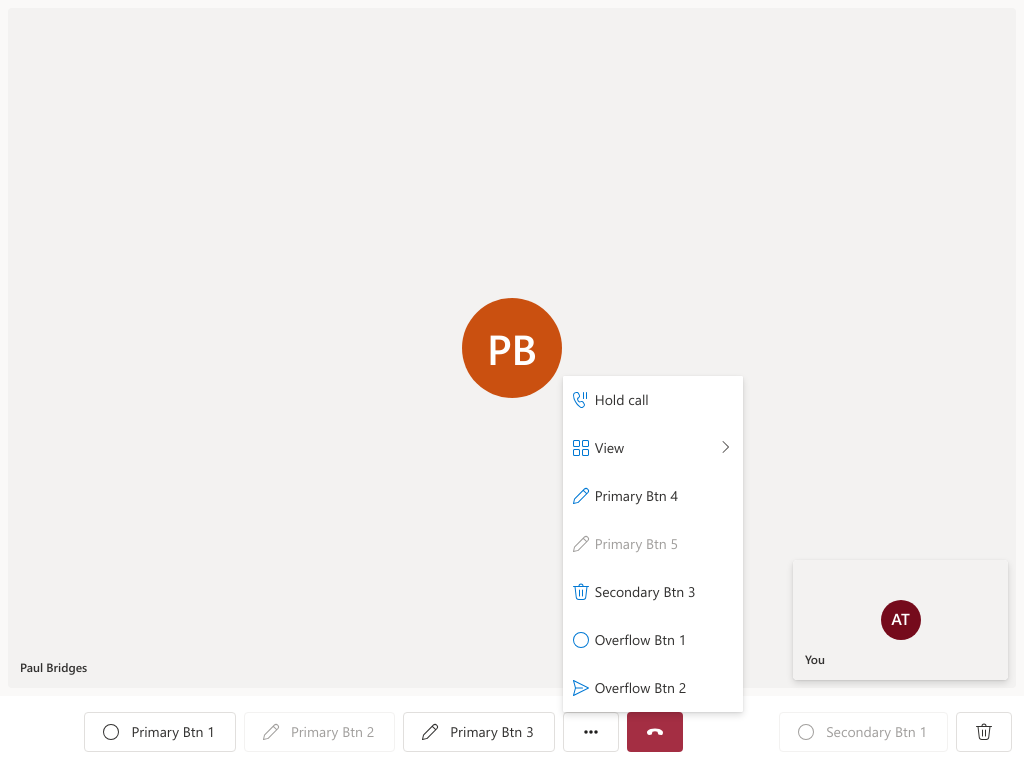 PB
Hold call
View
Primary Btn 4
Primary Btn 5
Secondary Btn 3
Overflow Btn 1
Overflow Btn 2
AT
You
Paul Bridges
Primary Btn 1
Primary Btn 2
Primary Btn 3
Secondary Btn 1